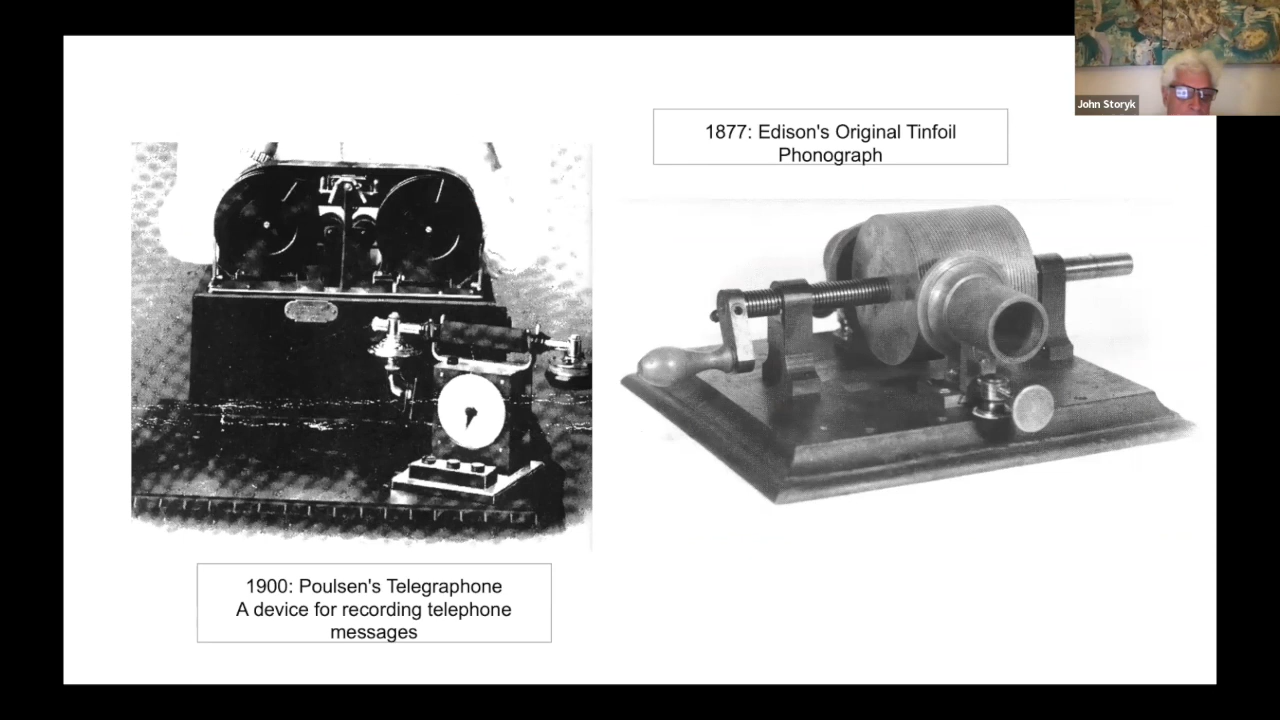 John Storyk
1877: Edison's Original Tinfoil
Phonograph
1900: Poulsen's Telegraphone
A device for recording telephone
messages